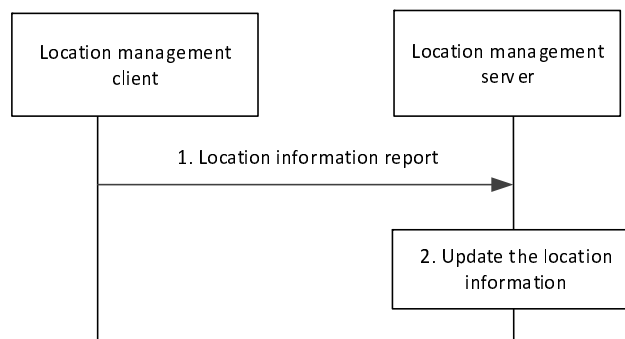 Location management
client
Location management
server
1. Location information report
2. Update the location
information